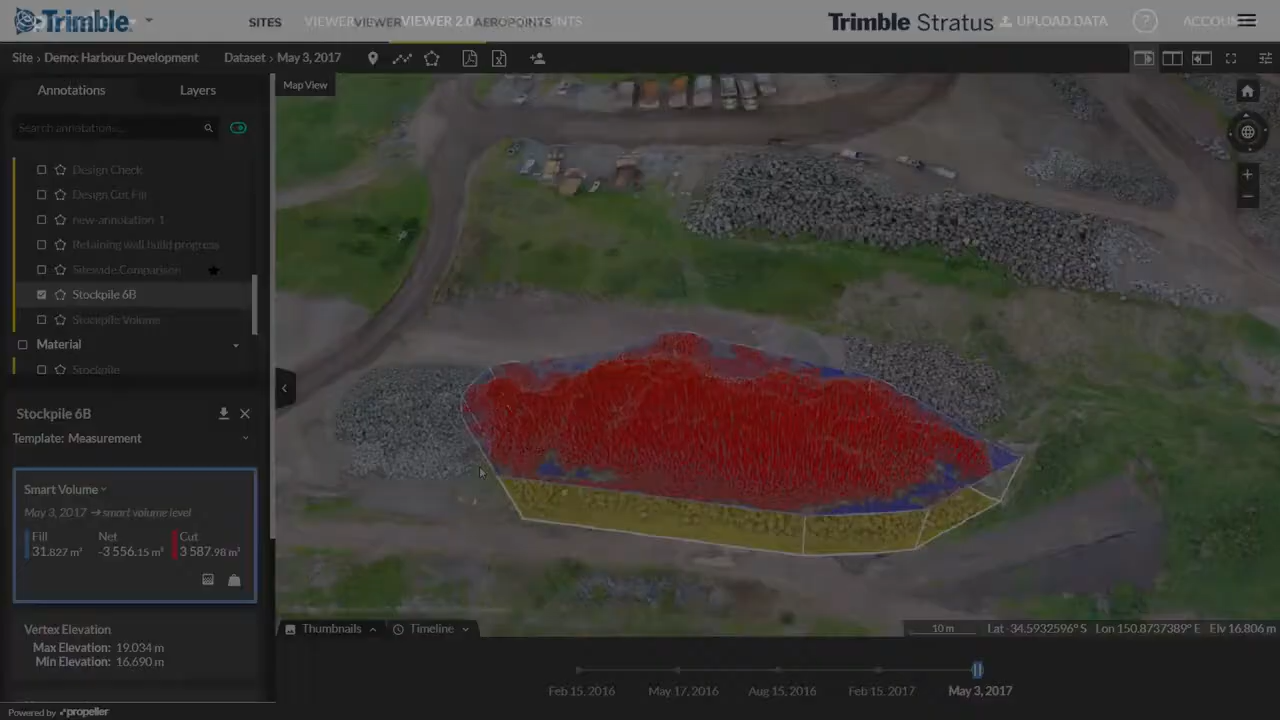 Trimble
SITES VIEWER VIEWER VIEWER 2.0 AEROPOINTS
Trimble Stratus
UPLOAD DATA ? ACCOU
Site › Demo: Harbour Development Dataset › May 3, 2017
Annotations Layers
Map View
Search annotations...
Design Check
Design Cut Fill
new-annotation-1
Retaining wall build progress
Sitewide Comparison
Stockpile 6B
Stockpile Volume
Material
Stockpile
Stockpile 6B
Template: Measurement
Smart Volume
May 3, 2017 → smart volume level
Fill Net Cut
31.827 m³ -3 556.15 m³ 3 587.98 m³
Vertex Elevation
Max Elevation: 19.034 m
Min Elevation: 16.690 m
Thumbnails Timeline
10 m Lat -34.5932596° S Lon 150.8737389° E Elv 16.806 m
Feb 15, 2016 May 17, 2016 Aug 15, 2016 Feb 15, 2017 May 3, 2017
Powered by propeller